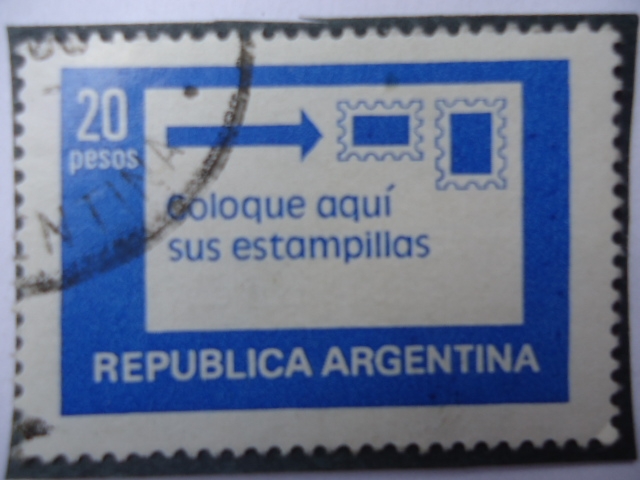 20
pesos
Coloque aquí
sus estampillas
REPUBLICA ARGENTINA